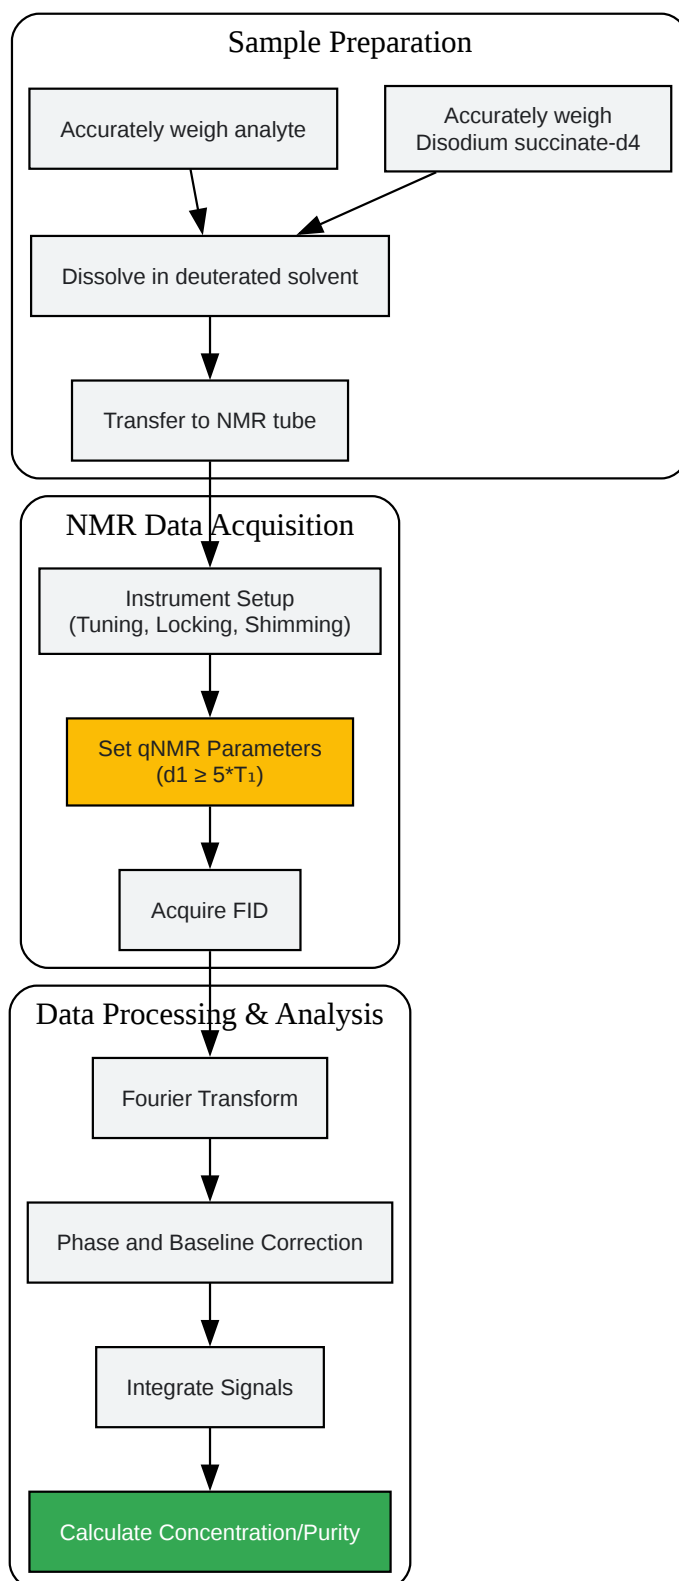 Sample Preparation
Accurately weigh analyte
Accurately weigh
Disodium succinate-d4
Dissolve in deuterated solvent
Transfer to NMR tube
NMR Data Acquisition
Instrument Setup
(Tuning, Locking, Shimming)
Set qNMR Parameters
(d1 ≥ 5*T₁)
Acquire FID
Data Processing & Analysis
Fourier Transform
Phase and Baseline Correction
Integrate Signals
Calculate Concentration/Purity